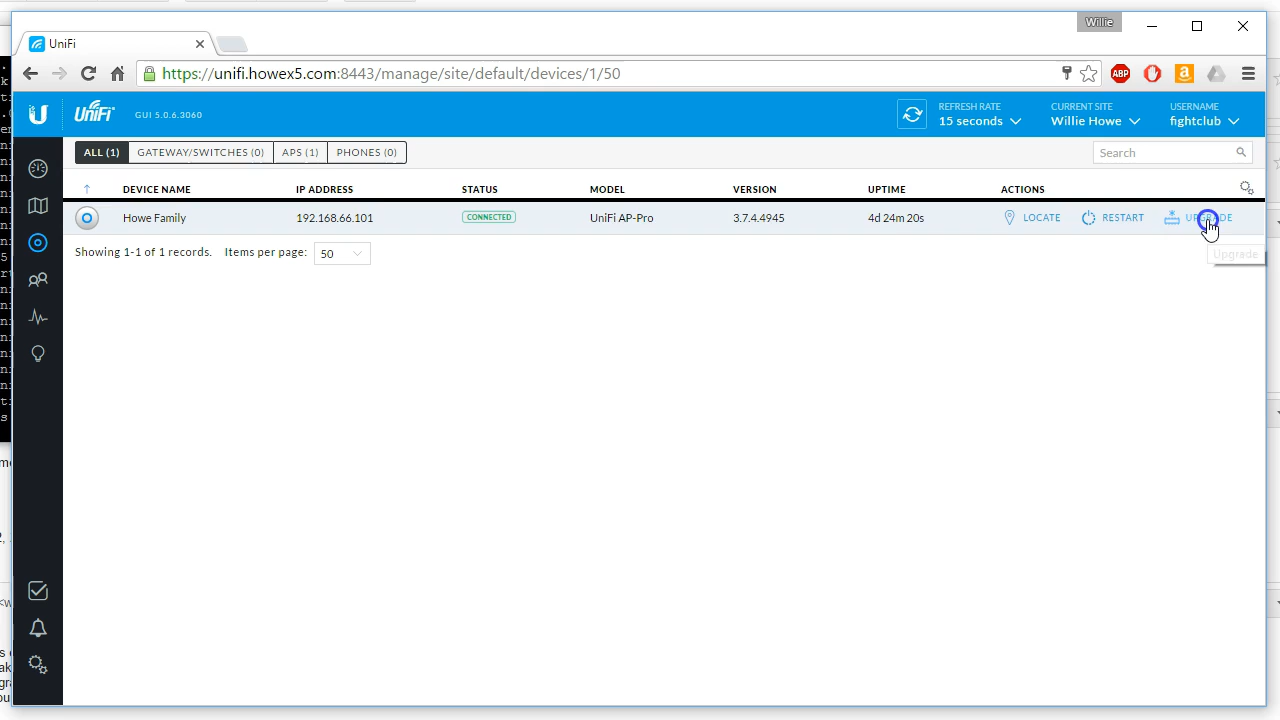 Willie
UniFi
https://unifi.howex5.com:8443/manage/site/default/devices/1/50
ABP
UniFi GUI 5.0.6.3060
REFRESH RATE CURRENT SITE USERNAME
15 seconds Willie Howe fightclub
ALL (1) GATEWAY/SWITCHES (0) APS (1) PHONES (0) Search
DEVICE NAME IP ADDRESS STATUS MODEL VERSION UPTIME ACTIONS
Howe Family 192.168.66.101 CONNECTED UniFi AP-Pro 3.7.4.4945 4d 24m 20s LOCATE RESTART UPGRADE
Upgrade
Showing 1-1 of 1 records. Items per page: 50